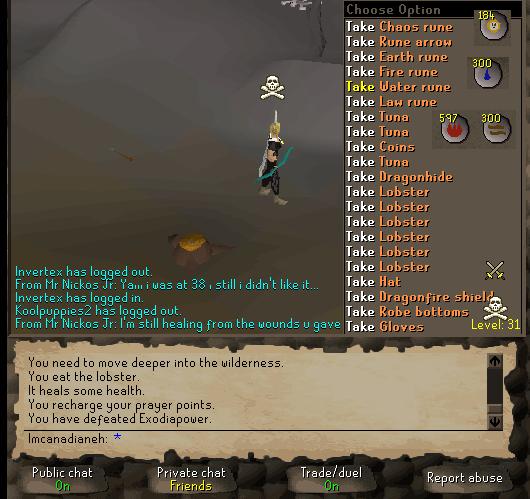 Choose Option
Take Chaos rune
184
Take Rune arrow
Take Earth rune
Take Fire rune
300
Take Water rune
Take Law rune
Take Tuna
597
300
Take Tuna
Take Coins
Take Tuna
Take Dragonhide
Take Lobster
Take Lobster
Take Lobster
Take Lobster
Take Lobster
Take Lobster
Take Hat
Take Dragonfire shield
Take Robe bottoms
Take Gloves
Level: 31
Invertex has logged out.
From Mr Nickos Jr: Yam i was at 38 , still i didn't like it...
Invertex has logged in.
Koolpuppies2 has logged out.
From Mr Nickos Jr: I'm still healing from the wounds u gave
You need to move deeper into the wilderness.
You eat the lobster.
It heals some health.
You recharge your prayer points.
You have defeated Exodiapower.
Imcanadianeh: *
Public chat
On
Private chat
Friends
Trade/duel
On
Report abuse